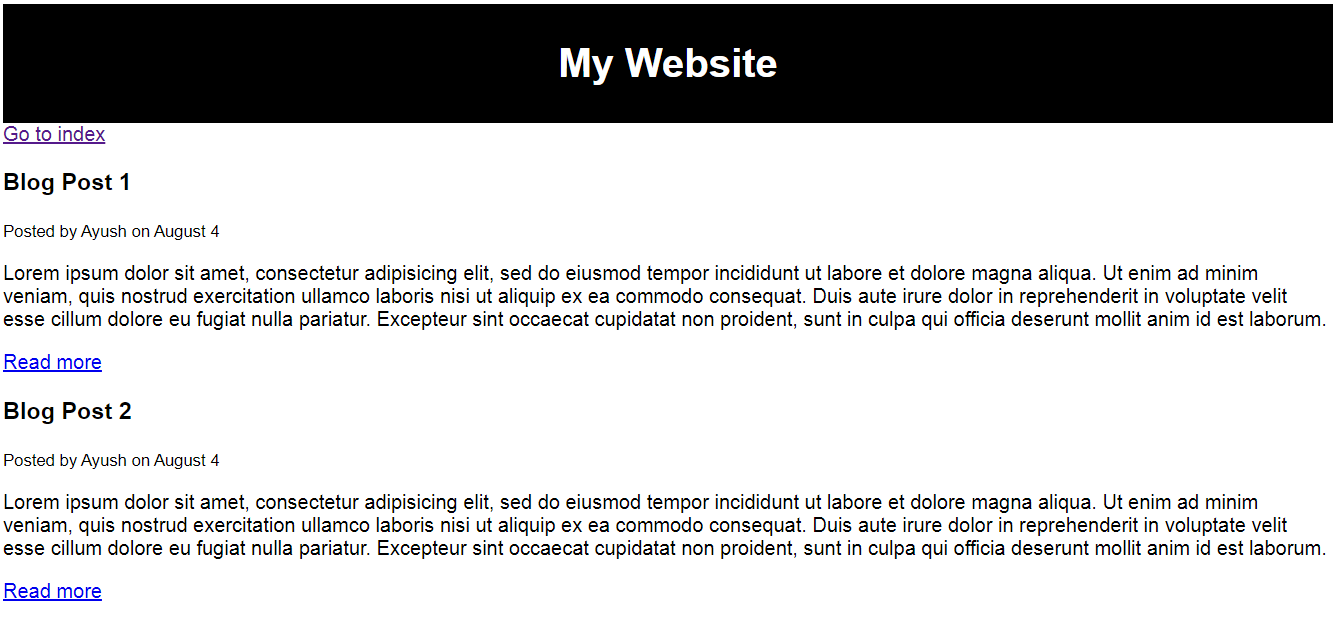 My Website
Go to index
Blog Post 1
Posted by Ayush on August 4
Lorem ipsum dolor sit amet, consectetur adipisicing elit, sed do eiusmod tempor incididunt ut labore et dolore magna aliqua. Ut enim ad minim
veniam, quis nostrud exercitation ullamco laboris nisi ut aliquip ex ea commodo consequat. Duis aute irure dolor in reprehenderit in voluptate velit
esse cillum dolore eu fugiat nulla pariatur. Excepteur sint occaecat cupidatat non proident, sunt in culpa qui officia deserunt mollit anim id est laborum.
Read more
Blog Post 2
Posted by Ayush on August 4
Lorem ipsum dolor sit amet, consectetur adipisicing elit, sed do eiusmod tempor incididunt ut labore et dolore magna aliqua. Ut enim ad minim
veniam, quis nostrud exercitation ullamco laboris nisi ut aliquip ex ea commodo consequat. Duis aute irure dolor in reprehenderit in voluptate velit
esse cillum dolore eu fugiat nulla pariatur. Excepteur sint occaecat cupidatat non proident, sunt in culpa qui officia deserunt mollit anim id est laborum.
Read more